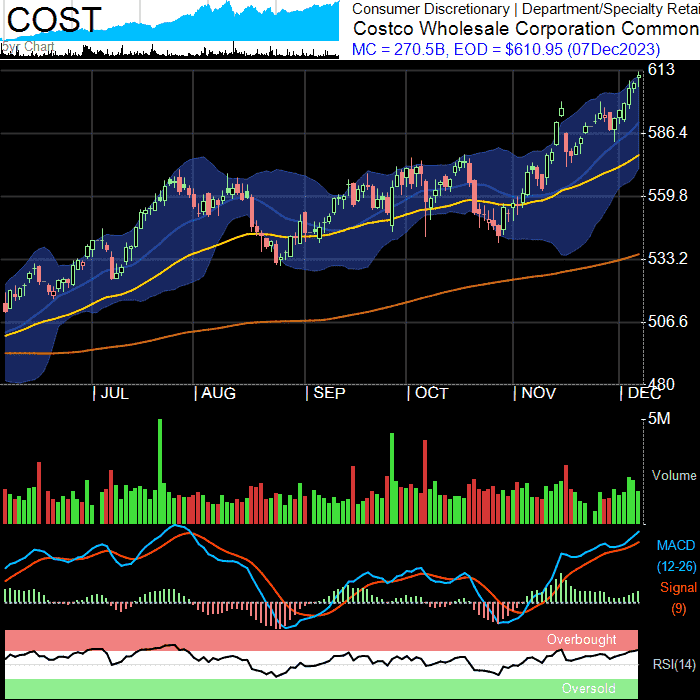 COST
Consumer Discretionary | Department/Specialty Retai
Costco Wholesale Corporation Common
MC = 270.5B, EOD = $610.95 (07Dec2023)
Chart
613
586.4
559.8
533.2
506.6
480
JUL
AUG
SEP
OCT
NOV
DEC
5M
Volume
MACD
(12-26)
Signal
(9)
Overbought
RSI(14)
Oversold